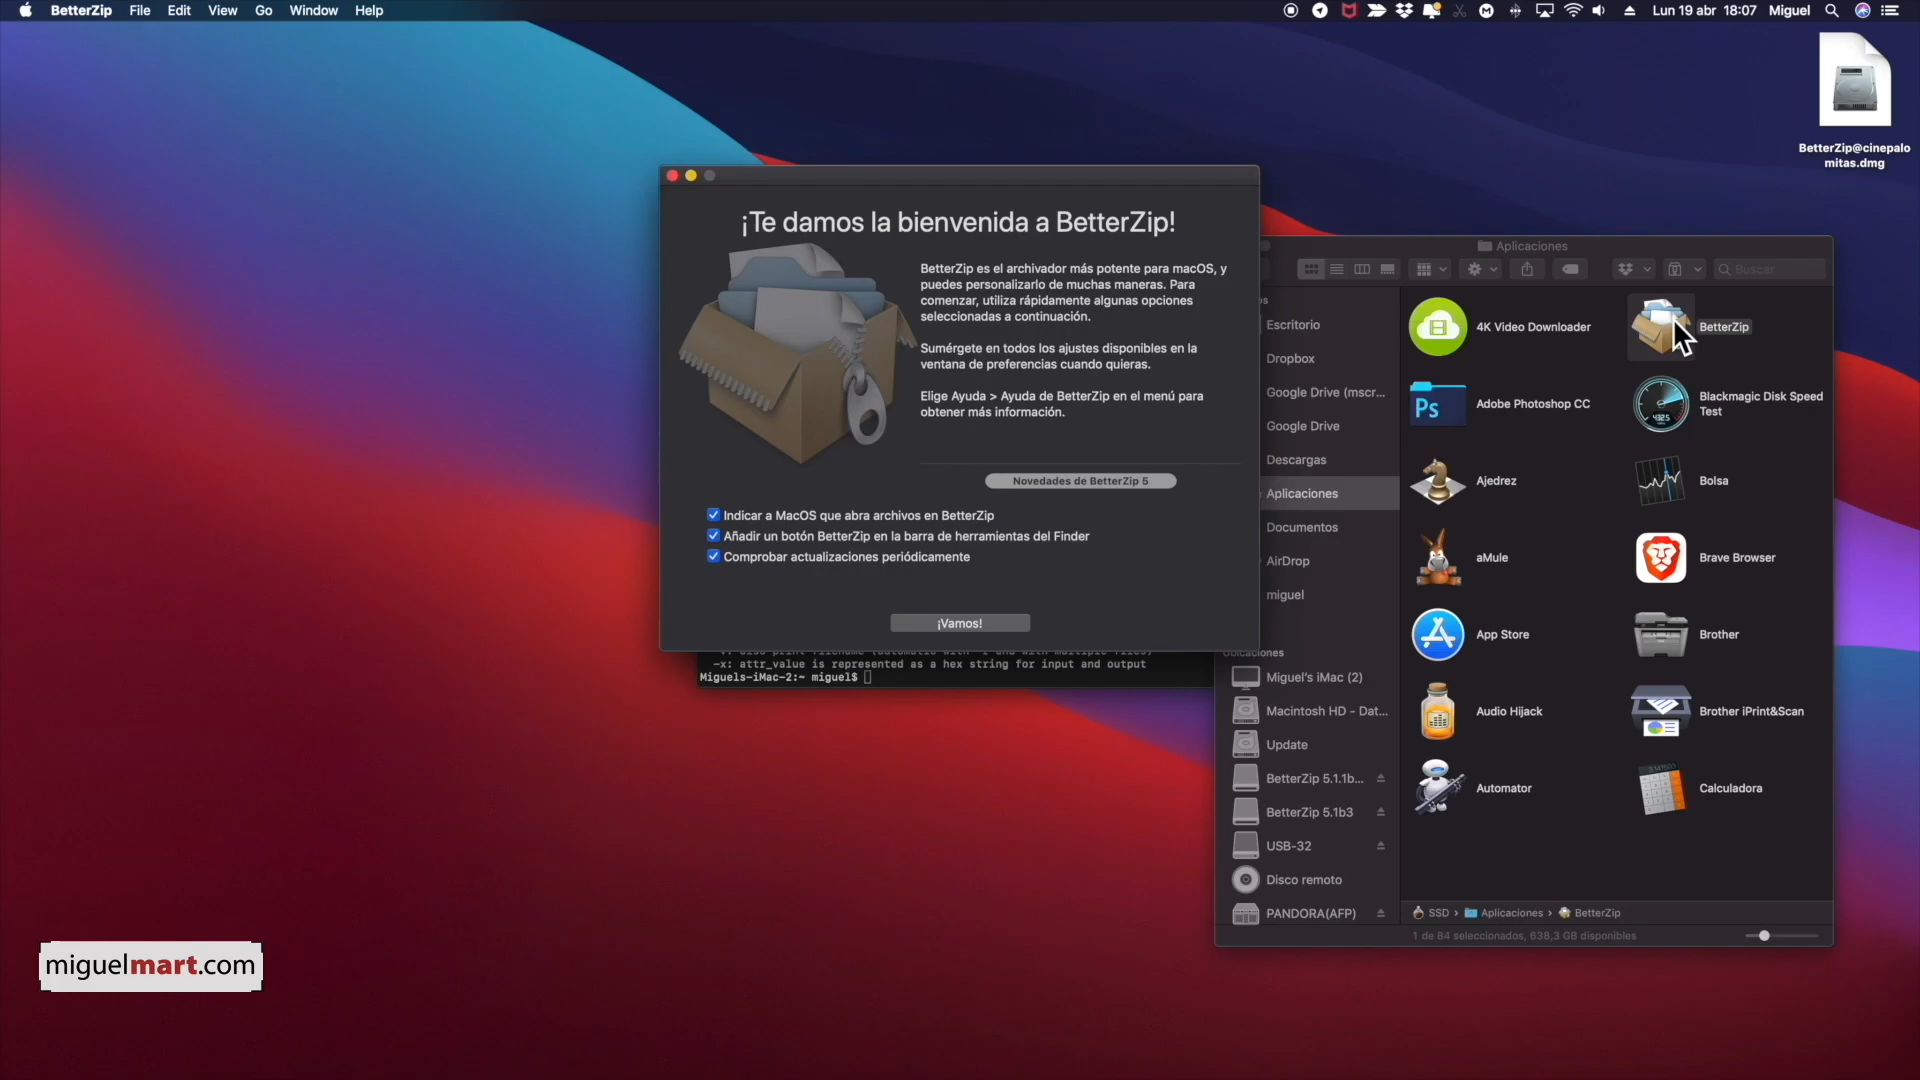 BetterZip File Edit View Go Window Help
Lun 19 abr 18:07 Miguel
BetterZip@cinepalo
mitas.dmg
¡Te damos la bienvenida a BetterZip!
BetterZip es el archivador más potente para macOS, y
puedes personalizarlo de muchas maneras. Para
comenzar, utiliza rápidamente algunas opciones
seleccionadas a continuación.
Sumérgete en todos los ajustes disponibles en la
ventana de preferencias cuando quieras.
Elige Ayuda > Ayuda de BetterZip en el menú para
obtener más información.
Novedades de BetterZip 5
Indicar a MacOS que abra archivos en BetterZip
Añadir un botón BetterZip en la barra de herramientas del Finder
Comprobar actualizaciones periódicamente
¡Vamos!
-x: attr_value is represented as a hex string for input and output
Miguels-iMac-2:~ miguel$
Aplicaciones
Buscar
Escritorio
Dropbox
Google Drive (mscr...
Google Drive
Descargas
Aplicaciones
Documentos
AirDrop
miguel
Ubicaciones
Miguel's iMac (2)
Macintosh HD - Dat...
Update
BetterZip 5.1.1b...
BetterZip 5.1b3
USB-32
Disco remoto
PANDORA(AFP)
4K Video Downloader
BetterZip
Ps
Adobe Photoshop CC
Blackmagic Disk Speed
Test
Ajedrez
Bolsa
aMule
Brave Browser
App Store
Brother
Audio Hijack
Brother iPrint&Scan
Automator
Calculadora
SSD › Aplicaciones › BetterZip
1 de 84 seleccionados, 638,3 GB disponibles
miguelmart.com